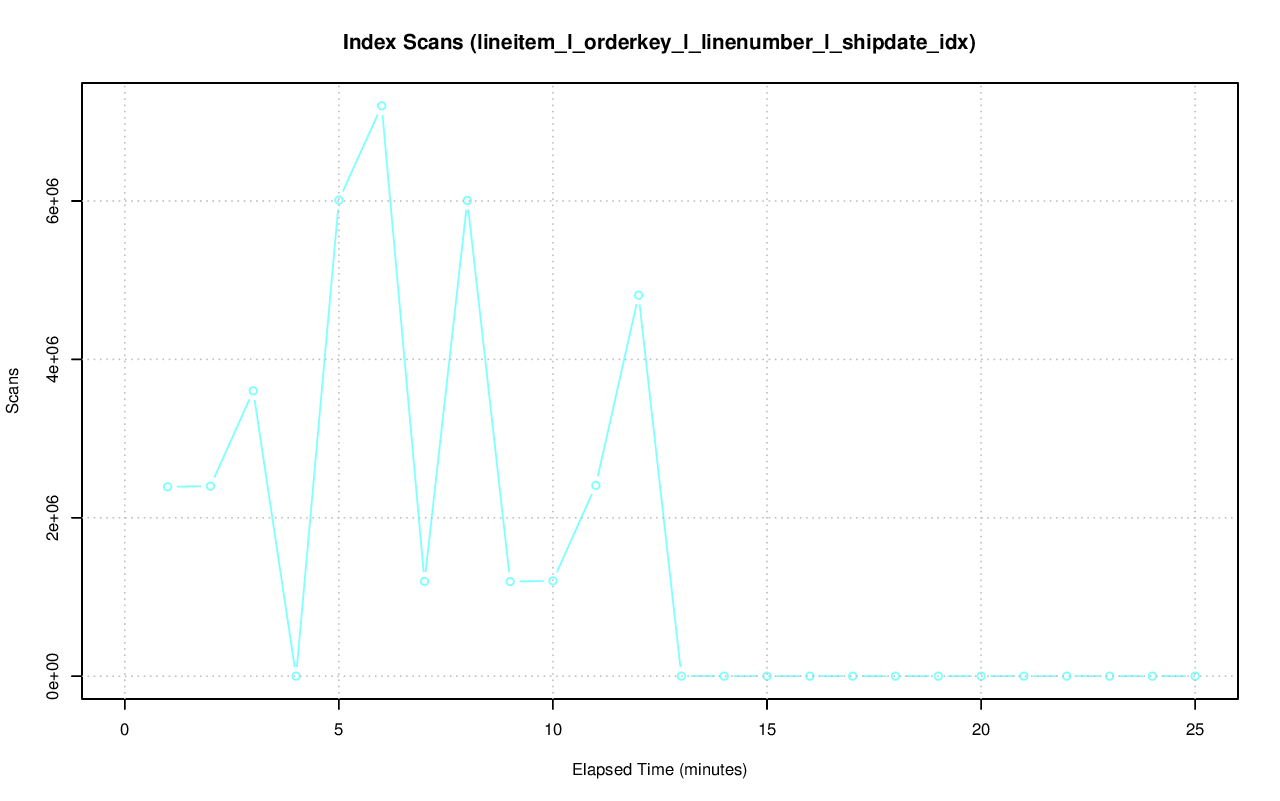 Index Scans (lineitem_l_orderkey_l_linenumber_l_shipdate_idx)
6e+06
4e+06
2e+06
0e+00
Scans
0 5 10 15 20 25
Elapsed Time (minutes)